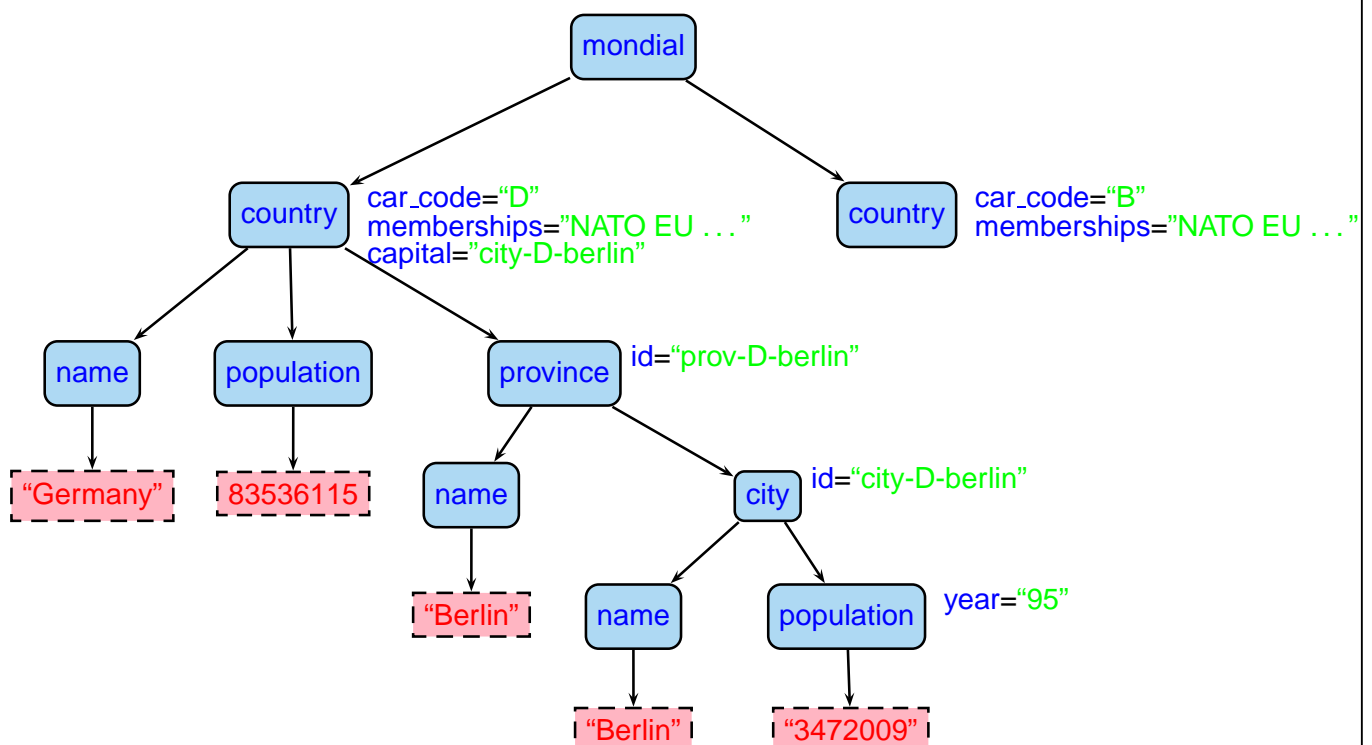 mondial
country car_code=“D” country car_code=“B”
memberships=”NATO EU ...” memberships=”NATO EU ...”
capital=“city-D-berlin”
name population province id=“prov-D-berlin”
“Germany” 83536115 name city id=“city-D-berlin”
“Berlin” name population year=“95”
“Berlin” “3472009”